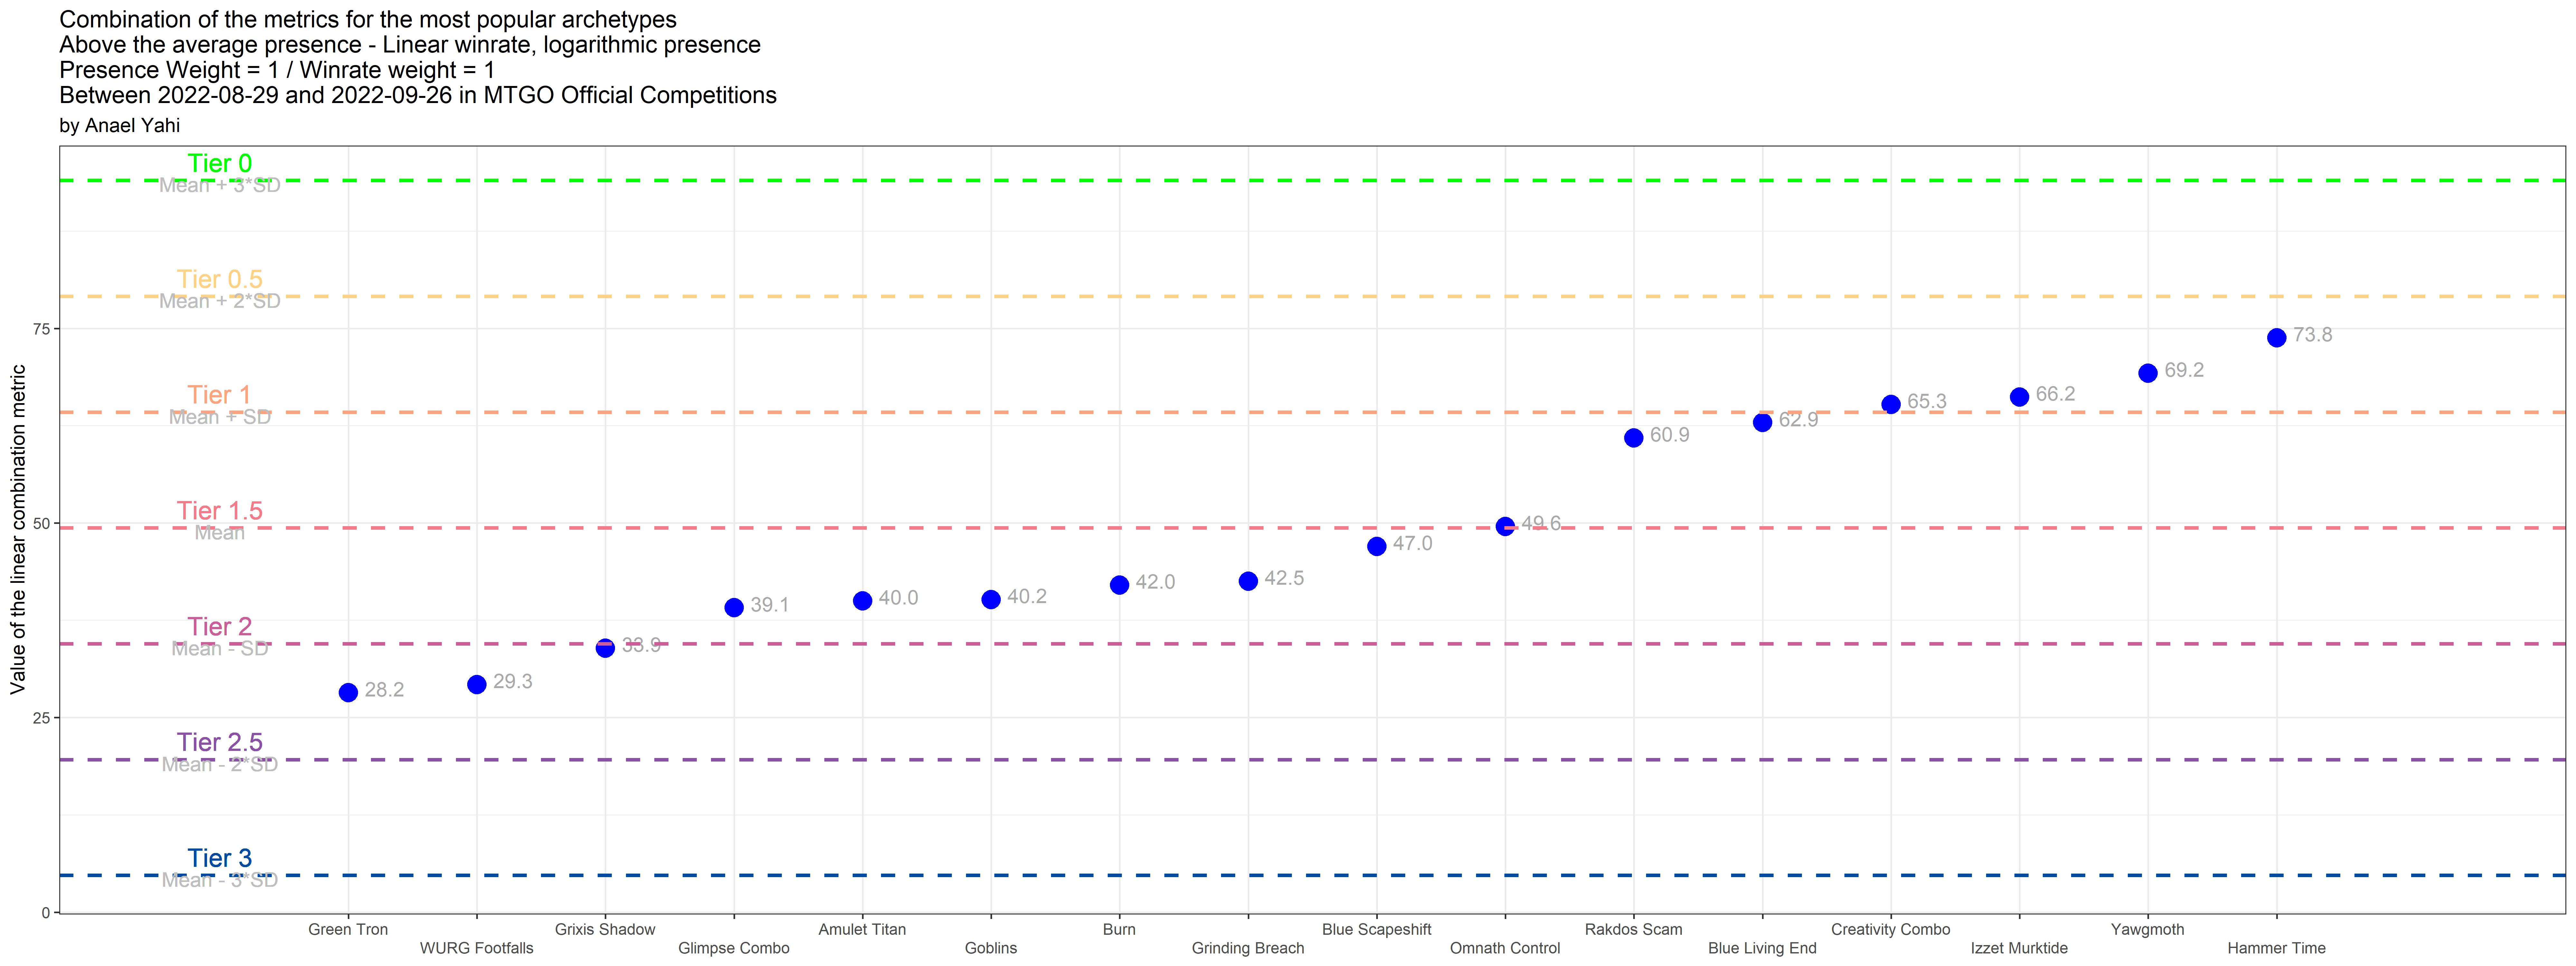 Combination of the metrics for the most popular archetypes
Above the average presence - Linear winrate, logarithmic presence
Presence Weight = 1 / Winrate weight = 1
Between 2022-08-29 and 2022-09-26 in MTGO Official Competitions
by Anael Yahi
Value of the linear combination metric
Tier 0
Mean + 3*SD
Tier 0.5
Mean + 2*SD
75
73.8
69.2
66.2
65.3
Tier 1
Mean + SD
62.9
60.9
Tier 1.5
50
49.6
Mean
47.0
42.5
42.0
40.2
40.0
39.1
Tier 2
Mean - SD
33.9
29.3
28.2
25
Tier 2.5
Mean - 2*SD
Tier 3
Mean - 3*SD
0
Green Tron
WURG Footfalls
Grixis Shadow
Glimpse Combo
Amulet Titan
Goblins
Burn
Grinding Breach
Blue Scapeshift
Omnath Control
Rakdos Scam
Blue Living End
Creativity Combo
Izzet Murktide
Yawgmoth
Hammer Time